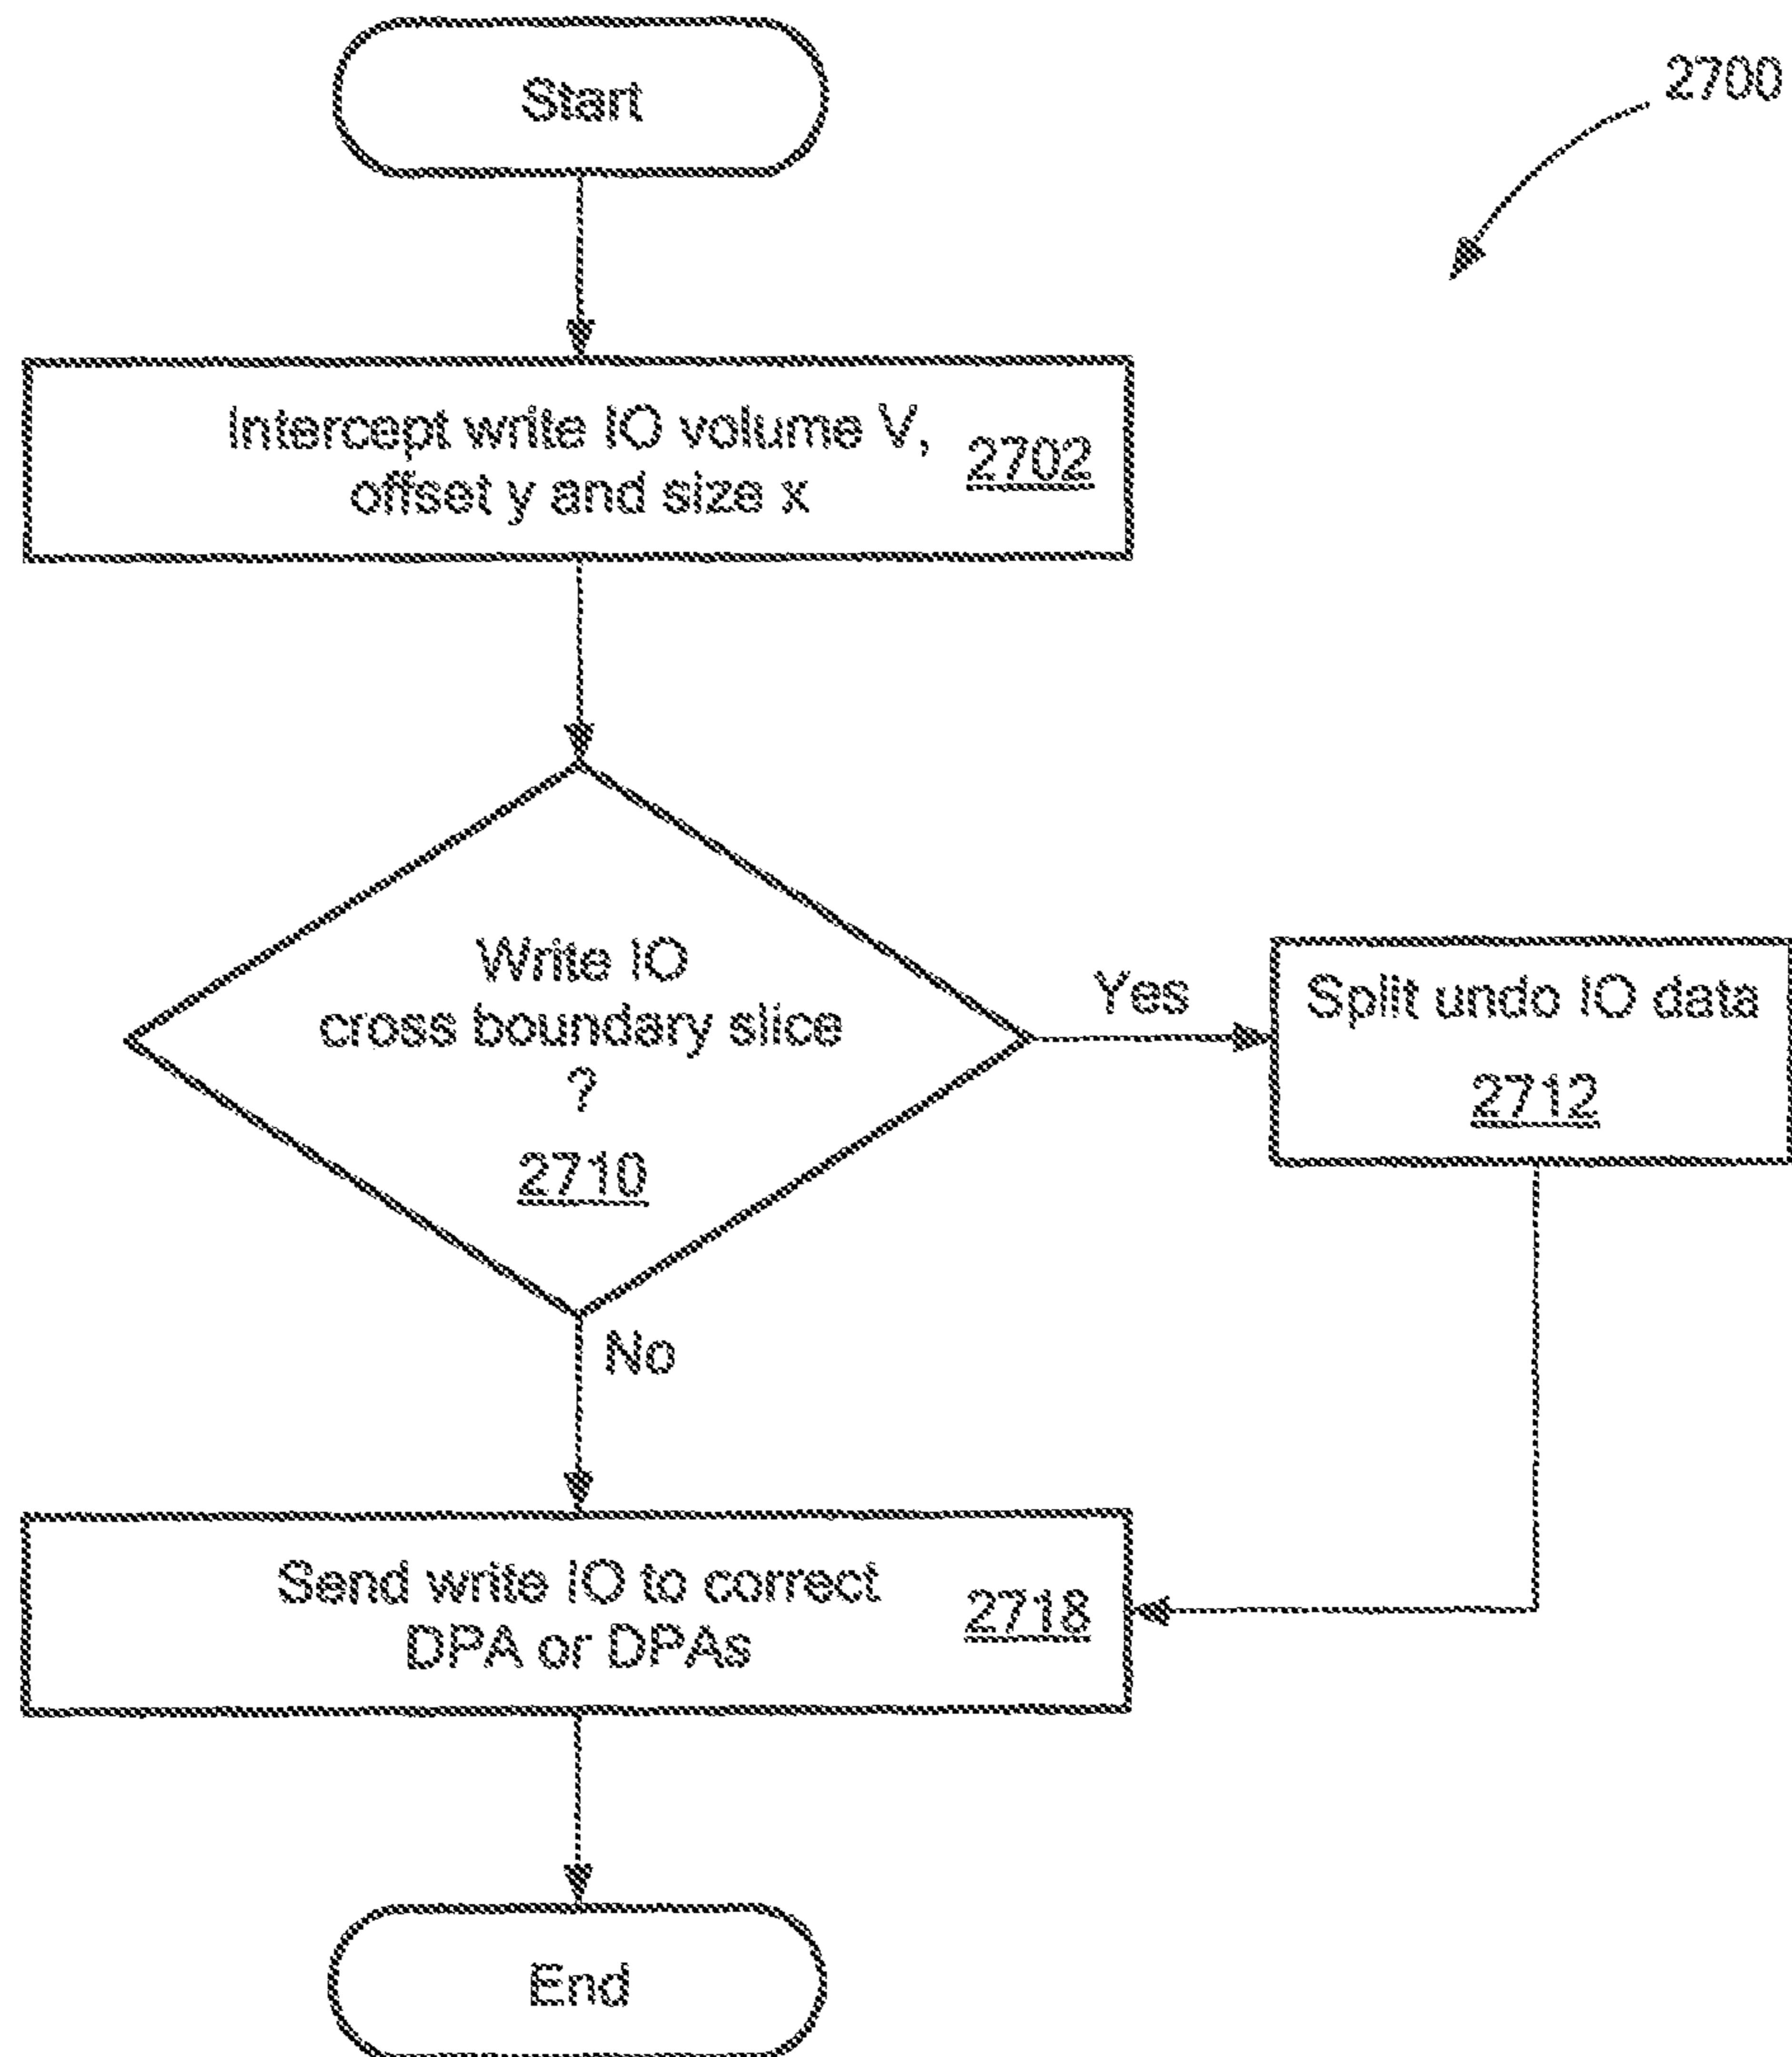 Start
2700
Intercept write IO volume V,
offset y and size x
2702
Write IO
cross boundary slice
?
2710
Yes
Split undo IO data
2712
No
Send write IO to correct
DPA or DPAs
2718
End